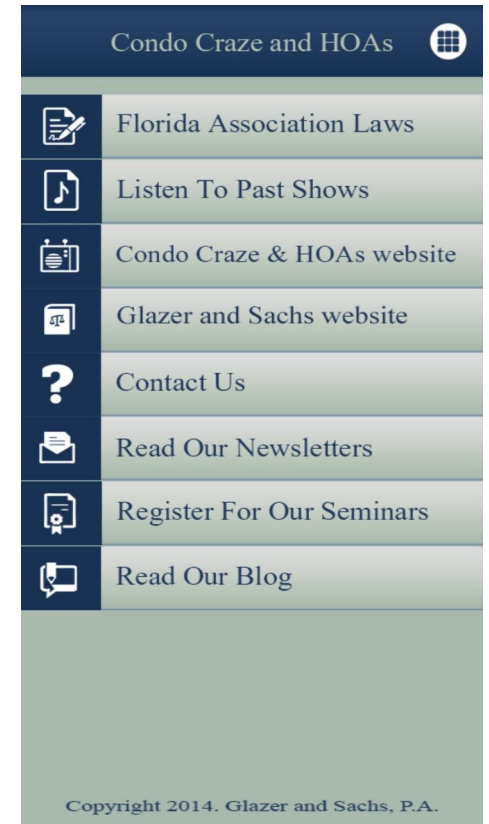 Condo Craze and HOAs
Florida Association Laws
Listen To Past Shows
Condo Craze & HOAs website
Glazer and Sachs website
Contact Us
Read Our Newsletters
Register For Our Seminars
Read Our Blog
Copyright 2014. Glazer and Sachs, P.A.